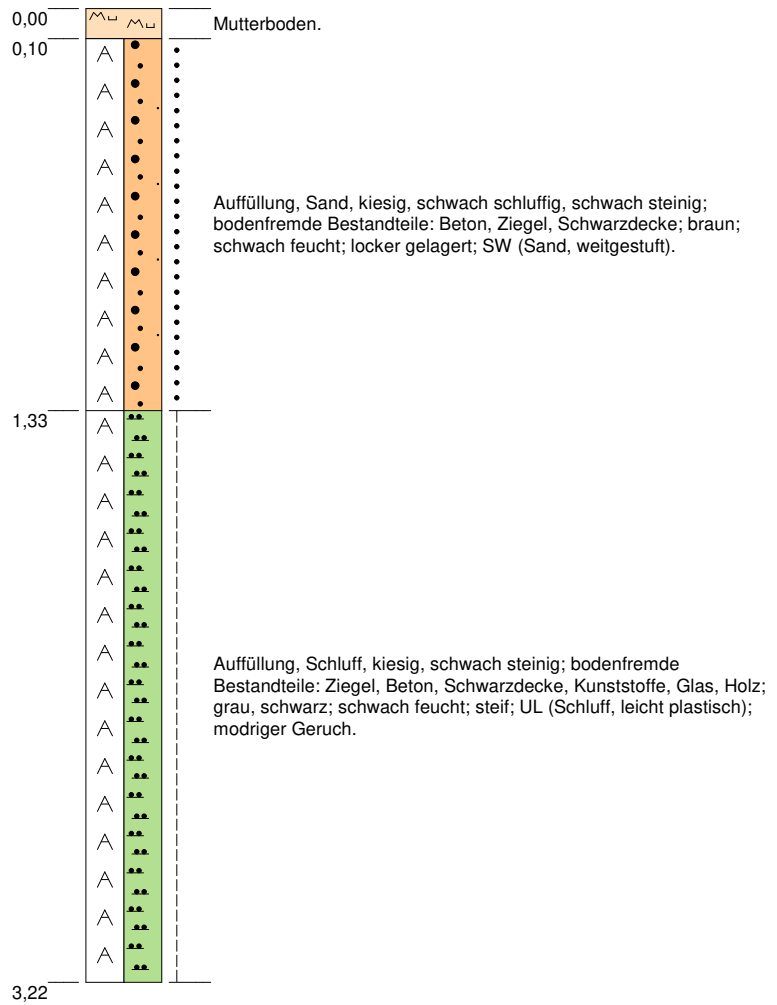 0,00
Mutterboden.
0,10
Auffüllung, Sand, kiesig, schwach schluffig, schwach steinig;
bodenfremde Bestandteile: Beton, Ziegel, Schwarzdecke; braun;
schwach feucht; locker gelagert; SW (Sand, weitgestuft).
1,33
Auffüllung, Schluff, kiesig, schwach steinig; bodenfremde
Bestandteile: Ziegel, Beton, Schwarzdecke, Kunststoffe, Glas, Holz;
grau, schwarz; schwach feucht; steif; UL (Schluff, leicht plastisch);
modriger Geruch.
3,22